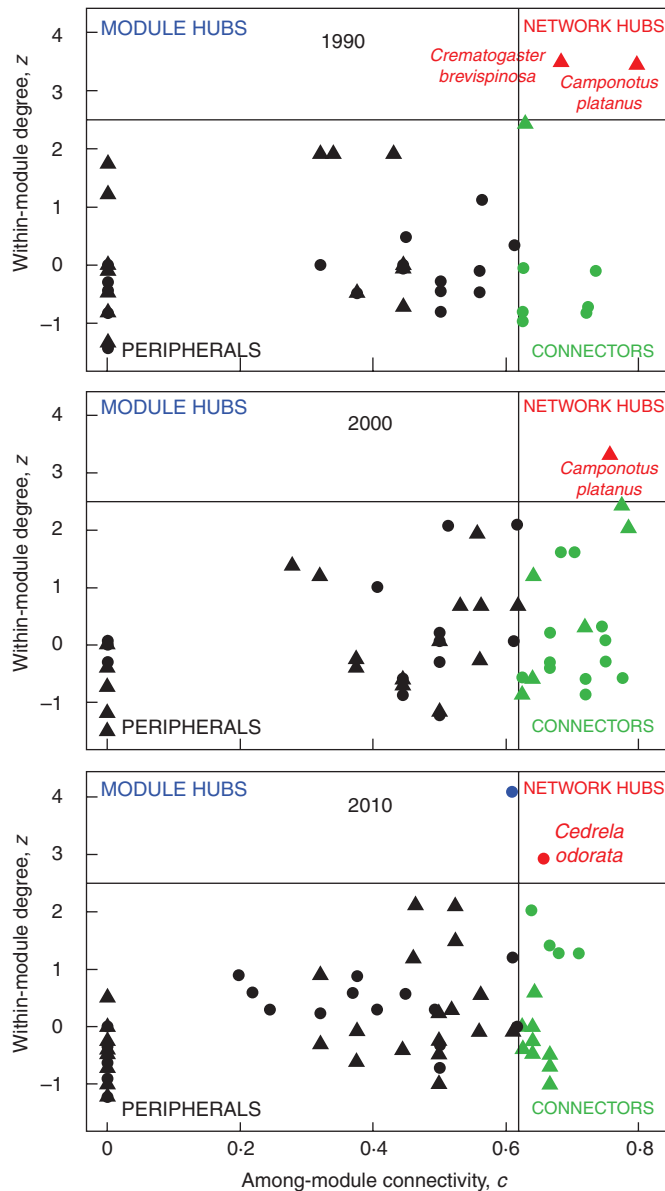 MODULE HUBS
1990
NETWORK HUBS
Crematogaster
brevispinosa
Camponotus
platanus
4
3
2
1
0
−1
Within-module degree, z
PERIPHERALS
CONNECTORS
MODULE HUBS
2000
NETWORK HUBS
Camponotus
platanus
4
3
2
1
0
−1
Within-module degree, z
PERIPHERALS
CONNECTORS
MODULE HUBS
2010
NETWORK HUBS
Cedrela
odorata
4
3
2
1
0
−1
Within-module degree, z
PERIPHERALS
CONNECTORS
0 0·2 0·4 0·6 0·8
Among-module connectivity, c